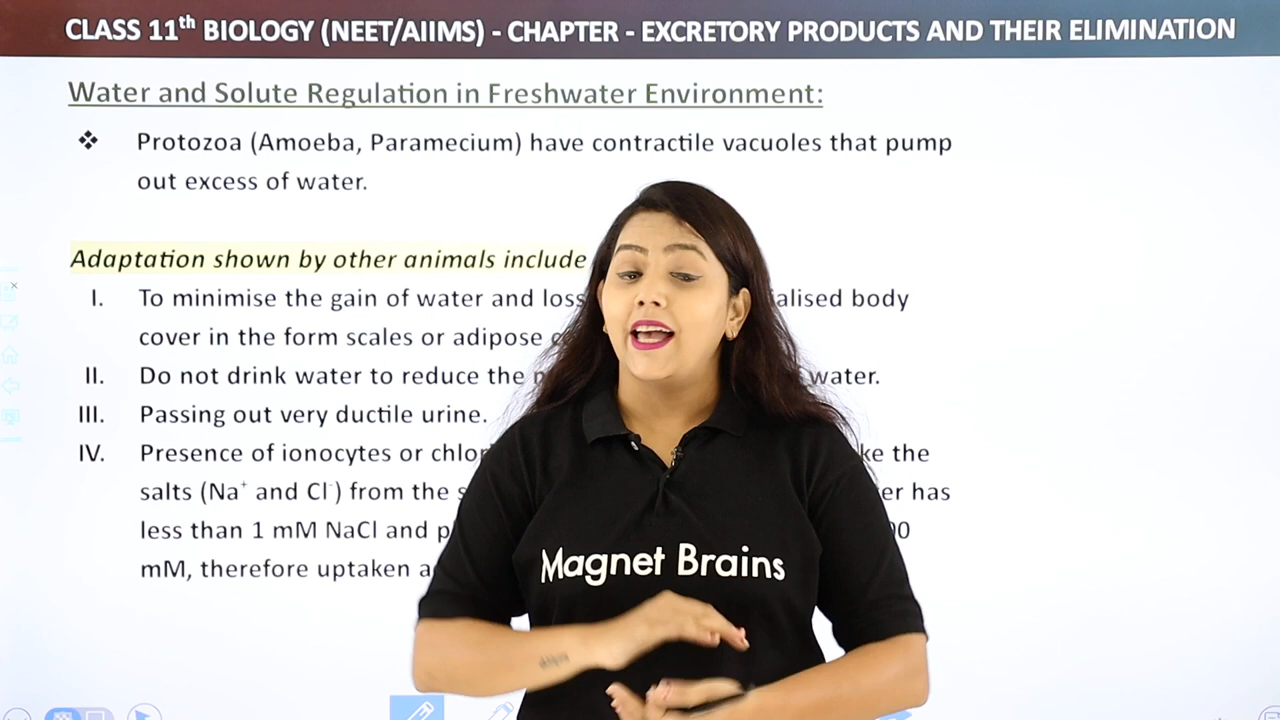 CLASS 11th BIOLOGY (NEET/AIIMS) - CHAPTER - EXCRETORY PRODUCTS AND THEIR ELIMINATION
Water and Solute Regulation in Freshwater Environment:
❖ Protozoa (Amoeba, Paramecium) have contractile vacuoles that pump
out excess of water.
Adaptation shown by other animals include
I. To minimise the gain of water and loss body
cover in the form scales or adipose
II. Do not drink water to reduce the water.
III. Passing out very ductile urine.
IV. Presence of ionocytes or the
salts (Na⁺ and Cl⁻) from the has
less than 1 mM NaCl and
mM, therefore uptaken
Magnet Brains